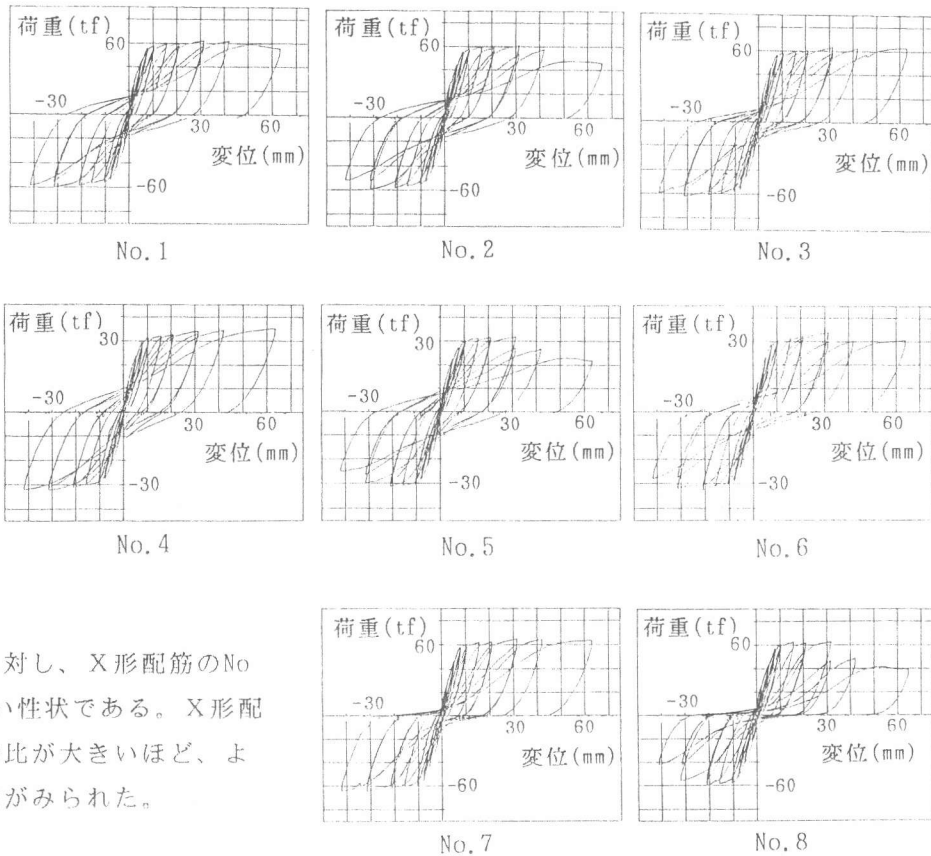 荷重(tf)
60
-30
30
60
変位(mm)
-60
No.1
荷重(tf)
60
-30
30
60
変位(mm)
-60
No.2
荷重(tf)
60
-30
30
60
変位(mm)
-60
No.3
荷重(tf)
30
-30
30
60
変位(mm)
-30
No.4
荷重(tf)
30
-30
30
60
変位(mm)
-30
No.5
荷重(tf)
30
-30
30
60
変位(mm)
-30
No.6
対し、X形配筋のNo
い性状である。X形配
比が大きいほど、よ
がみられた。
荷重(tf)
60
-30
30
60
変位(mm)
-60
No.7
荷重(tf)
60
-30
30
60
変位(mm)
-60
No.8